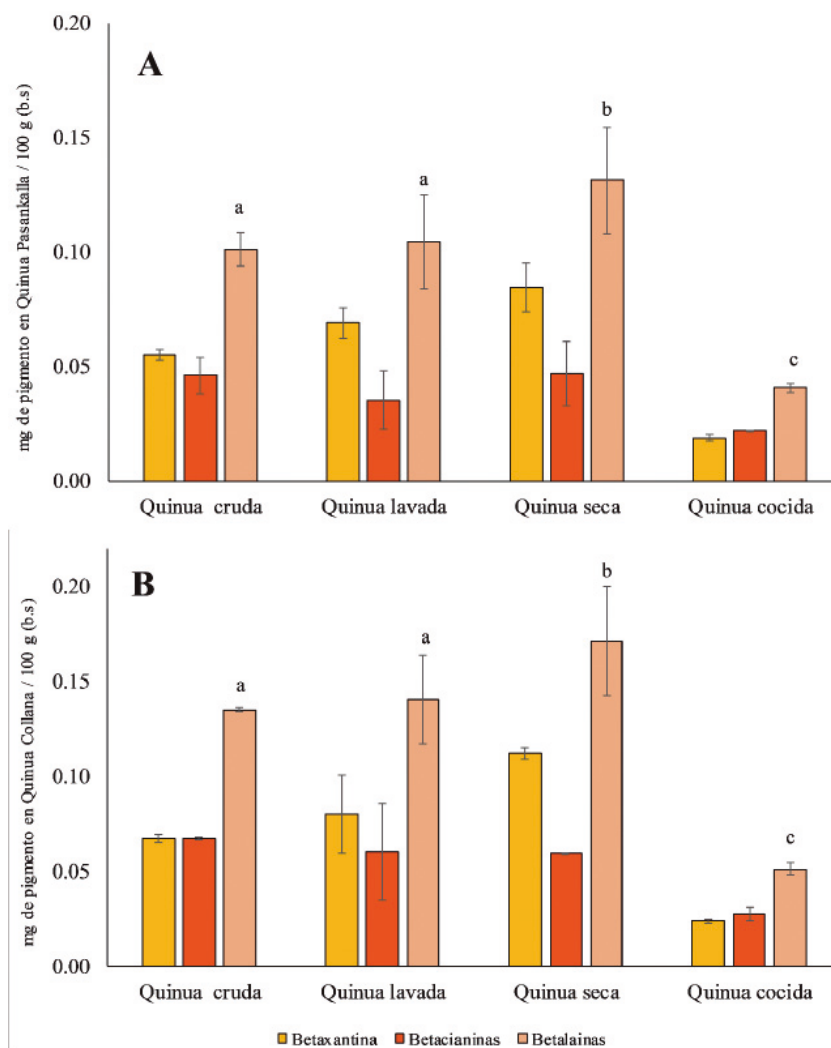 mg de pigmento en Quinua Pasankalla / 100 g (b.s)
0.20
0.15
0.10
0.05
0.00
A
a
a
b
c
Quinua cruda
Quinua lavada
Quinua seca
Quinua cocida
mg de pigmento en Quinua Collana / 100 g (b.s)
0.20
0.15
0.10
0.05
0.00
B
a
a
b
c
Quinua cruda
Quinua lavada
Quinua seca
Quinua cocida
Betaxantina Betacianinas Betalainas